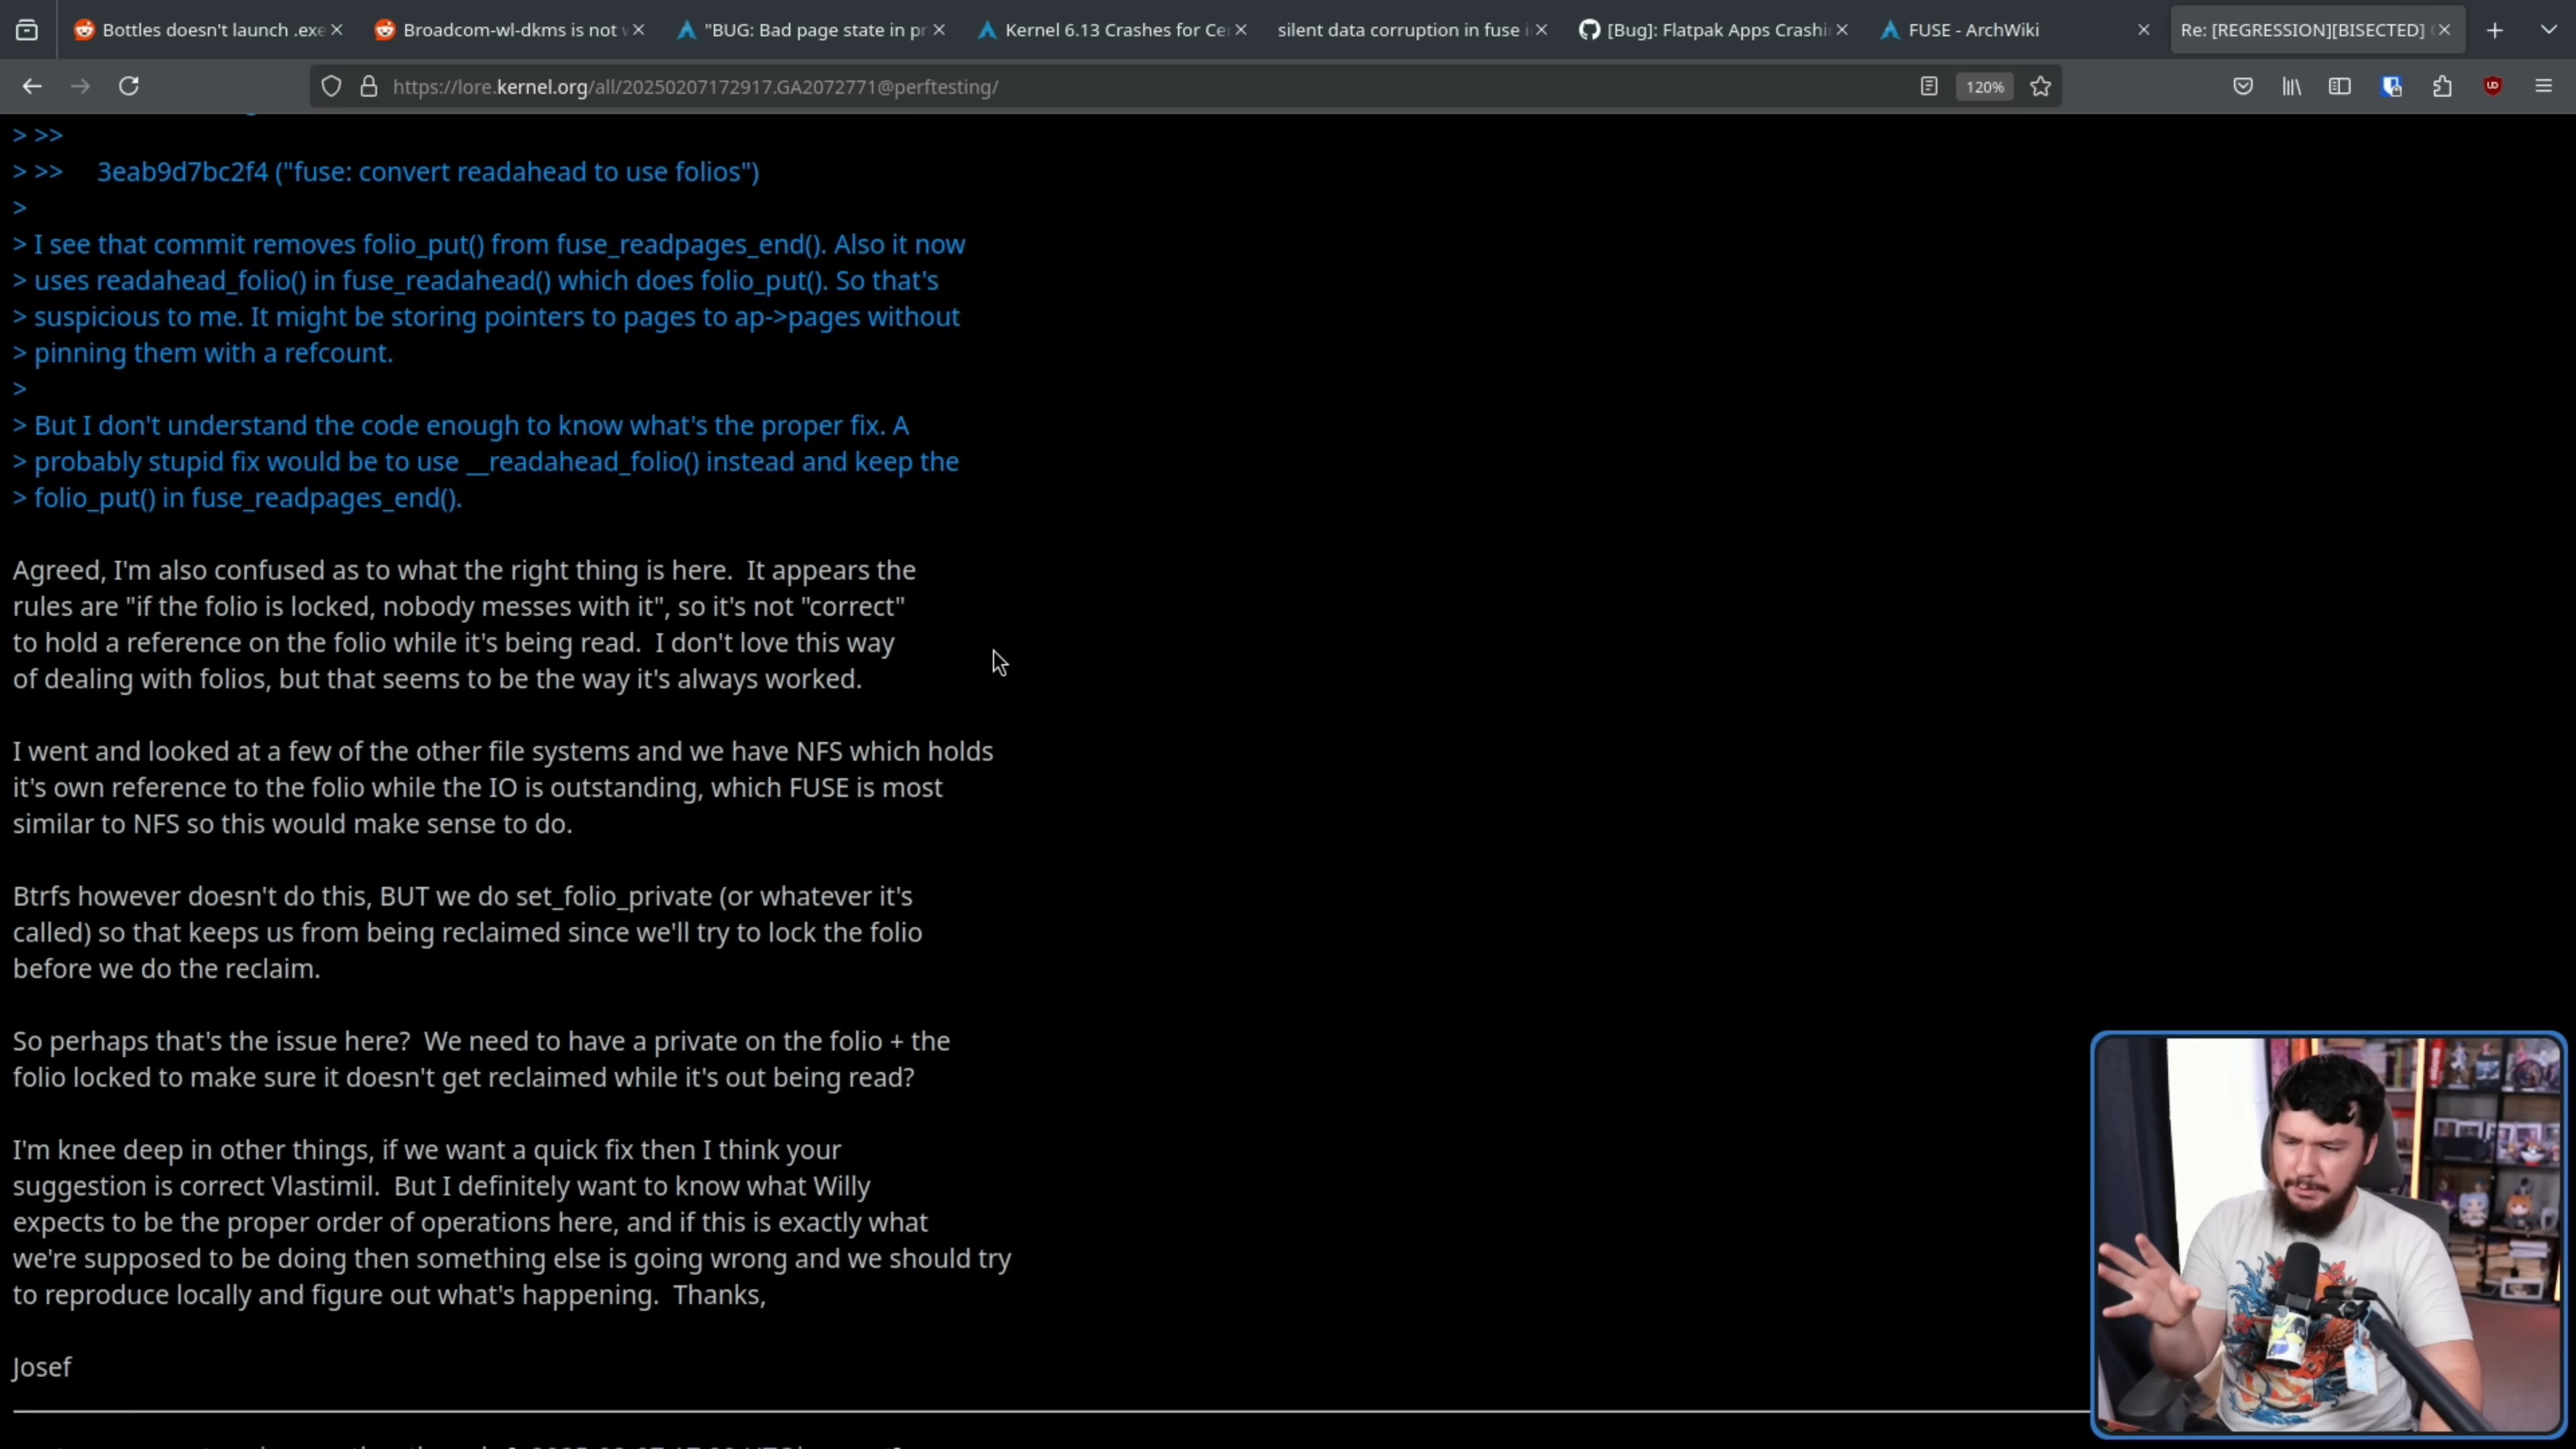 Bottles doesn't launch .exe
Broadcom-wl-dkms is not
"BUG: Bad page state in pr
Kernel 6.13 Crashes for Cer
silent data corruption in fuse i
[Bug]: Flatpak Apps Crashi
FUSE - ArchWiki
Re: [REGRESSION][BISECTED]
https://lore.kernel.org/all/20250207172917.GA2072771@perftesting/
120%
> >>
> >> 3eab9d7bc2f4 ("fuse: convert readahead to use folios")
>
> I see that commit removes folio_put() from fuse_readpages_end(). Also it now
> uses readahead_folio() in fuse_readahead() which does folio_put(). So that's
> suspicious to me. It might be storing pointers to pages to ap->pages without
> pinning them with a refcount.
>
> But I don't understand the code enough to know what's the proper fix. A
> probably stupid fix would be to use __readahead_folio() instead and keep the
> folio_put() in fuse_readpages_end().
Agreed, I'm also confused as to what the right thing is here.  It appears the
rules are "if the folio is locked, nobody messes with it", so it's not "correct"
to hold a reference on the folio while it's being read.  I don't love this way
of dealing with folios, but that seems to be the way it's always worked.
I went and looked at a few of the other file systems and we have NFS which holds
it's own reference to the folio while the IO is outstanding, which FUSE is most
similar to NFS so this would make sense to do.
Btrfs however doesn't do this, BUT we do set_folio_private (or whatever it's
called) so that keeps us from being reclaimed since we'll try to lock the folio
before we do the reclaim.
So perhaps that's the issue here?  We need to have a private on the folio + the
folio locked to make sure it doesn't get reclaimed while it's out being read?
I'm knee deep in other things, if we want a quick fix then I think your
suggestion is correct Vlastimil.  But I definitely want to know what Willy
expects to be the proper order of operations here, and if this is exactly what
we're supposed to be doing then something else is going wrong and we should try
to reproduce locally and figure out what's happening.  Thanks,
Josef